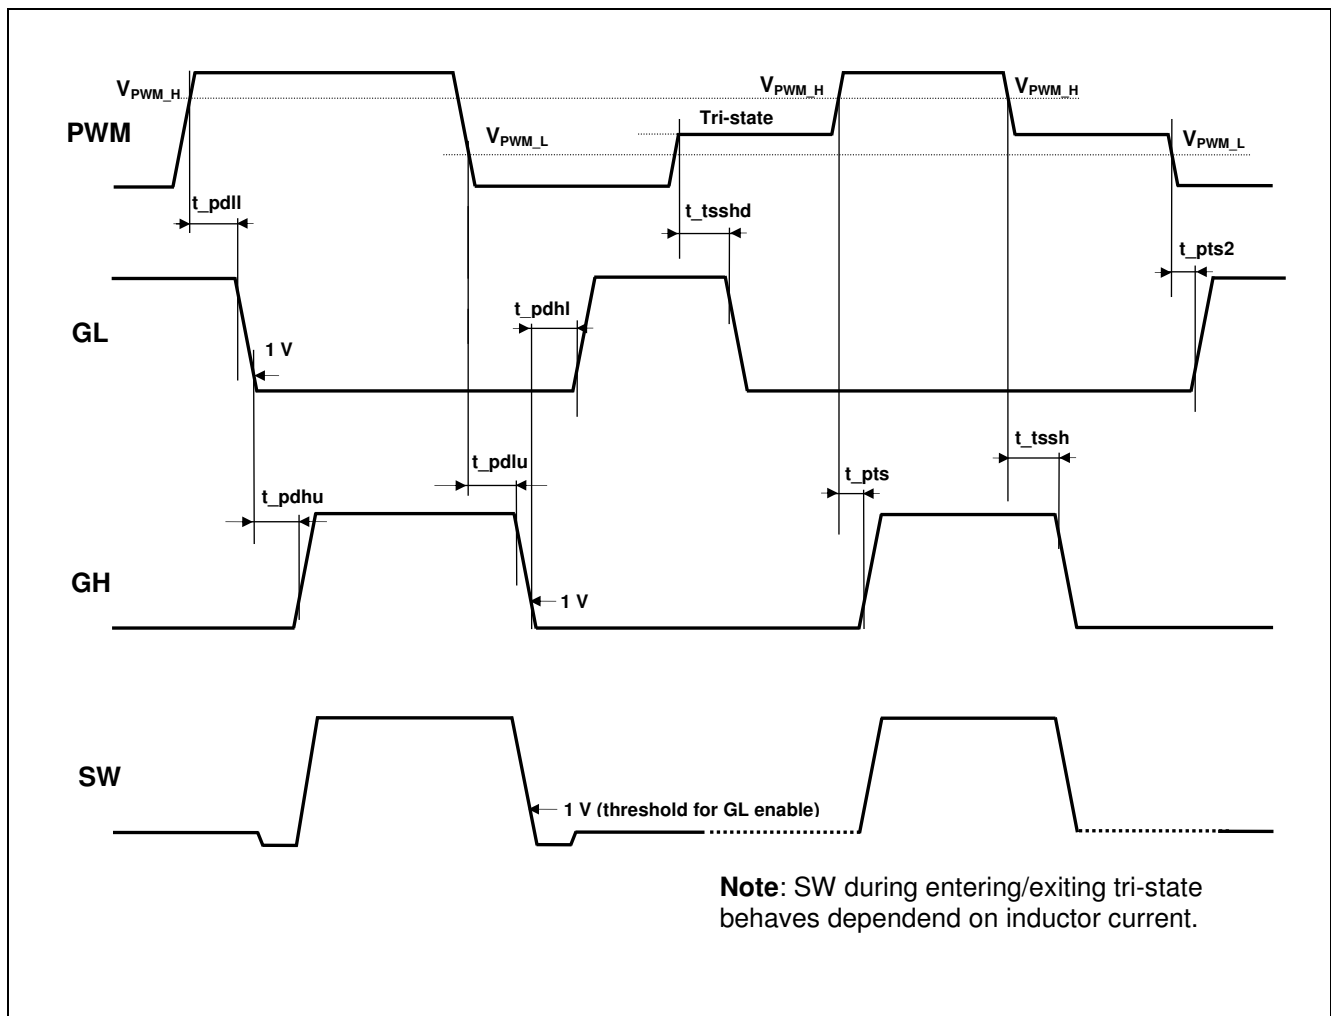 V_PWM_H
V_PWM_H
V_PWM_H
Tri-state
PWM
V_PWM_L
V_PWM_L
t_pdll
t_tsshd
t_pts2
t_pdhl
GL
1 V
t_tssh
t_pdlu
t_pts
t_pdhu
GH
1 V
SW
1 V (threshold for GL enable)
Note: SW during entering/exiting tri-state
behaves dependend on inductor current.